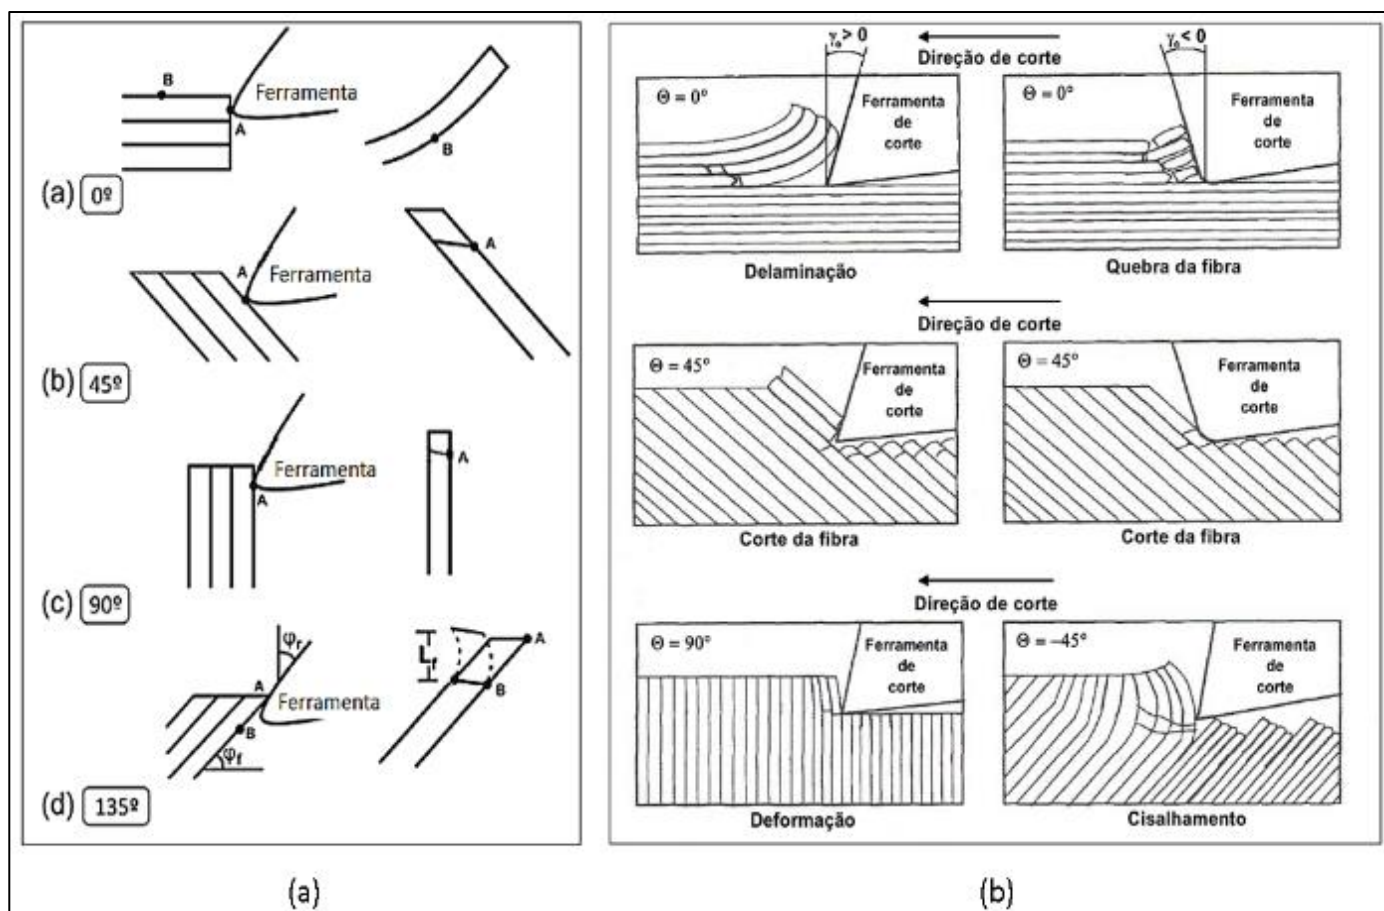 B
Ferramenta
A
B
(a) 0º
A
Ferramenta
A
(b) 45º
Ferramenta
A
A
(c) 90º
φr
A
Ferramenta
B
φf
Lf
A
B
(d) 135º
(a)
γo> 0
Direção de corte
γo< 0
Θ = 0°
Ferramenta
de
corte
Delaminação
Θ = 0°
Ferramenta
de
corte
Quebra da fibra
Direção de corte
Θ = 45°
Ferramenta
de
corte
Corte da fibra
Θ = 45°
Ferramenta
de
corte
Corte da fibra
Direção de corte
Θ = 90°
Ferramenta
de
corte
Deformação
Θ = –45°
Ferramenta
de
corte
Cisalhamento
(b)